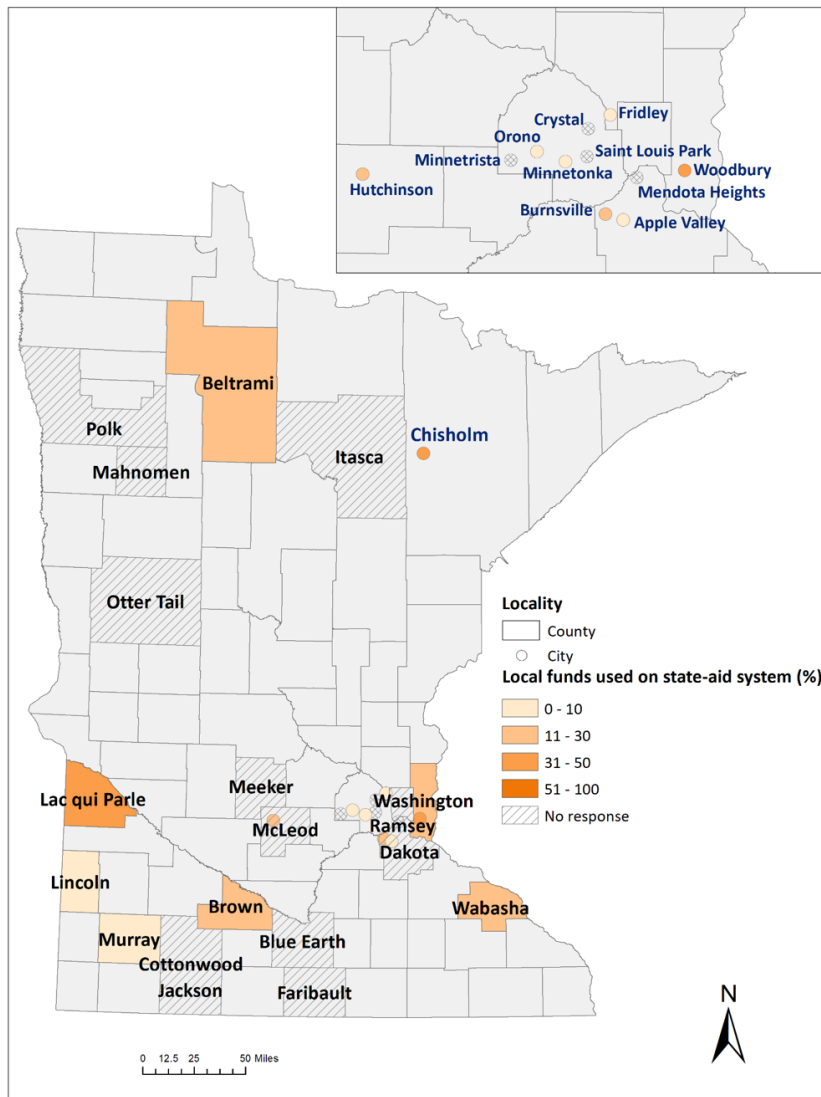 Fridley
Crystal
Orono
Saint Louis Park
Minnetrista
Woodbury
Minnetonka
Hutchinson
Mendota Heights
Burnsville
Apple Valley
Beltrami
Polk
Chisholm
Itasca
Mahnomen
Otter Tail
Locality
County
City
Local funds used on state-aid system (%)
0 - 10
11 - 30
31 - 50
51 - 100
No response
Meeker
Lac qui Parle
Washington
McLeod
Ramsey
Dakota
Lincoln
Brown
Wabasha
Murray
Blue Earth
Cottonwood
Jackson
Faribault
N
0 12.5 25 50 Miles